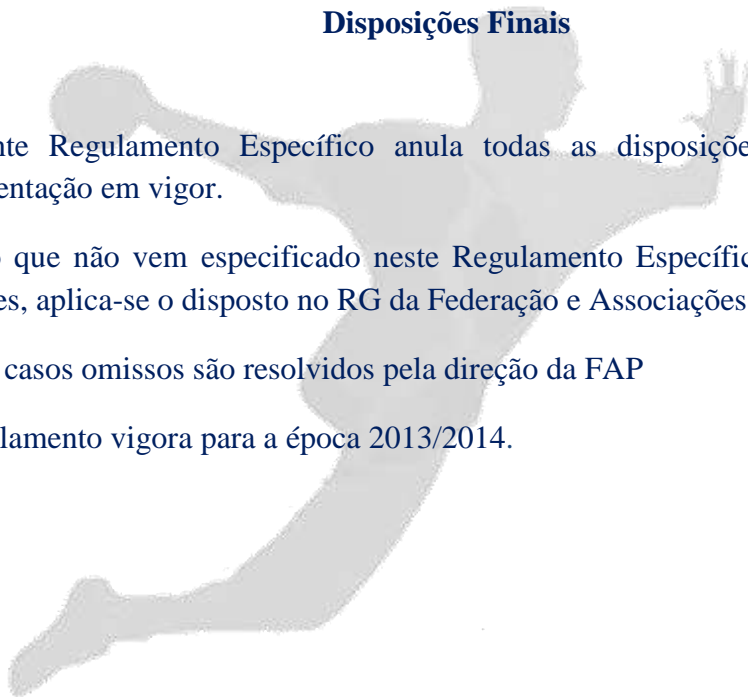 Disposições Finais
nte Regulamento Específico anula todas as disposiçõe
entação em vigor.
que não vem especificado neste Regulamento Específic
es, aplica-se o disposto no RG da Federação e Associações
casos omissos são resolvidos pela direção da FAP
lamento vigora para a época 2013/2014.